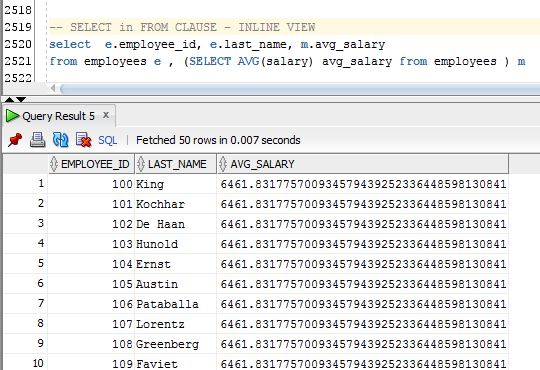 2518
2519 -- SELECT in FROM CLAUSE - INLINE VIEW
2520 select  e.employee_id, e.last_name, m.avg_salary
2521 from employees e , (SELECT AVG(salary) avg_salary from employees ) m
2522
Query Result 5 x
SQL | Fetched 50 rows in 0.007 seconds
EMPLOYEE_ID LAST_NAME AVG_SALARY
1 100 King 6461.831775700934579439252336448598130841
2 101 Kochhar 6461.831775700934579439252336448598130841
3 102 De Haan 6461.831775700934579439252336448598130841
4 103 Hunold 6461.831775700934579439252336448598130841
5 104 Ernst 6461.831775700934579439252336448598130841
6 105 Austin 6461.831775700934579439252336448598130841
7 106 Pataballa 6461.831775700934579439252336448598130841
8 107 Lorentz 6461.831775700934579439252336448598130841
9 108 Greenberg 6461.831775700934579439252336448598130841
10 109 Faviet 6461.831775700934579439252336448598130841